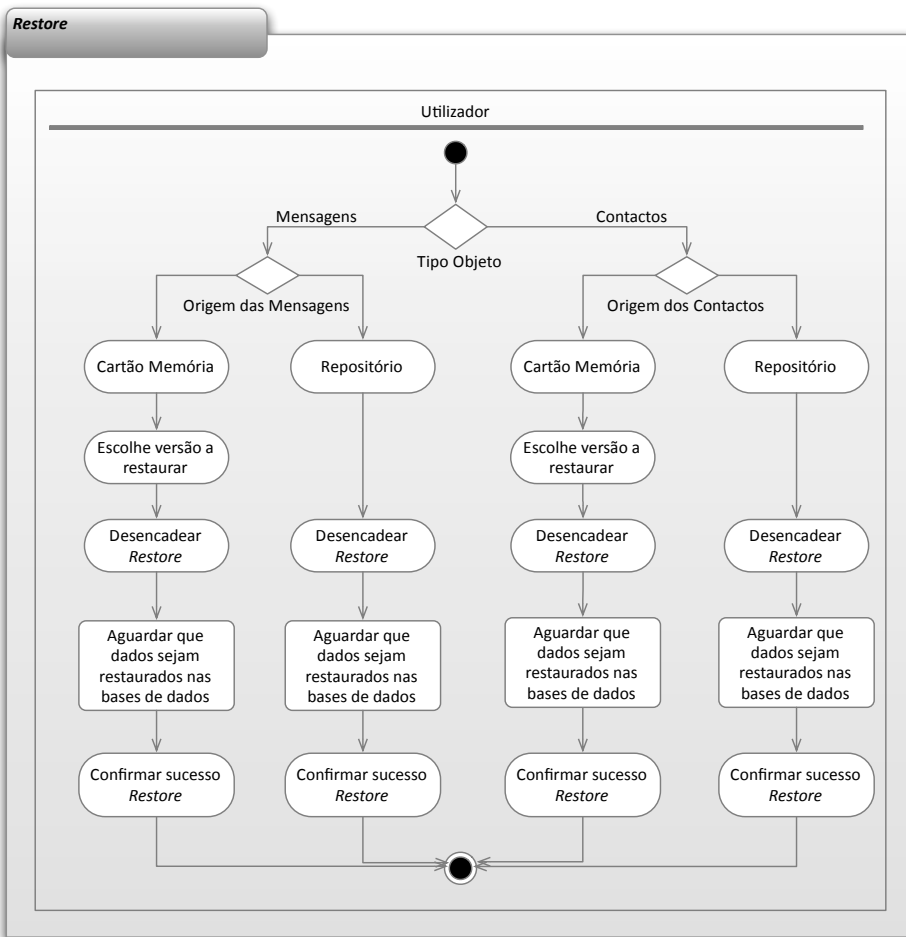 Restore
Utilizador
Mensagens
Contactos
Tipo Objeto
Origem das Mensagens
Origem dos Contactos
Cartão Memória
Repositório
Cartão Memória
Repositório
Escolhe versão a
restaurar
Escolhe versão a
restaurar
Desencadear
Restore
Desencadear
Restore
Desencadear
Restore
Desencadear
Restore
Aguardar que
dados sejam
restaurados nas
bases de dados
Aguardar que
dados sejam
restaurados nas
bases de dados
Aguardar que
dados sejam
restaurados nas
bases de dados
Aguardar que
dados sejam
restaurados nas
bases de dados
Confirmar sucesso
Restore
Confirmar sucesso
Restore
Confirmar sucesso
Restore
Confirmar sucesso
Restore